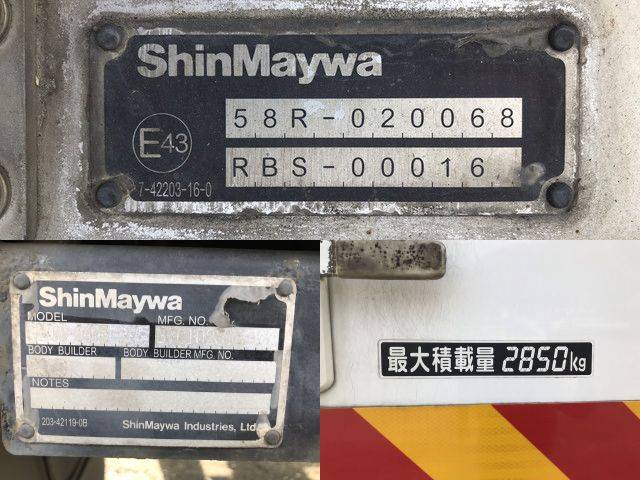 ShinMaywa
58R-020068
E43
RBS-00016
7-42203-16-0
ShinMaywa
MODEL MFG. NO.
BODY BUILDER BODY BUILDER MFG. NO.
NOTES
203-42119-0B ShinMaywa Industries, Ltd.
最大積載量 2850kg